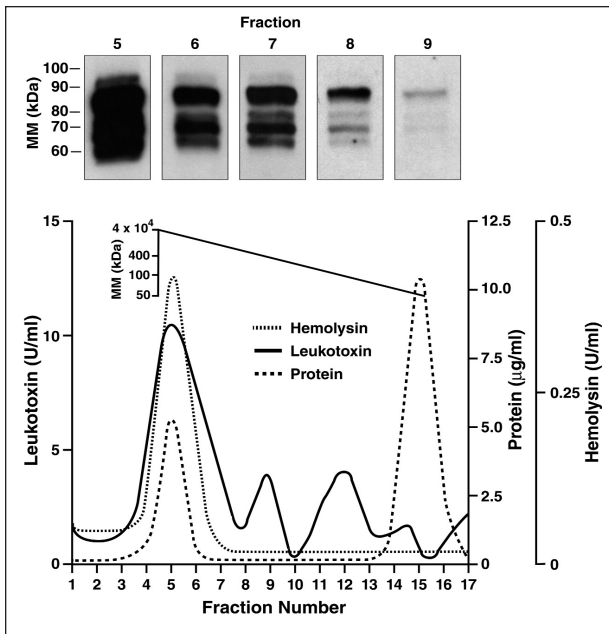 Fraction
5 6 7 8 9
MM (kDa)
100
90
80
70
60
15
10
5
0
Leukotoxin (U/ml)
4 x 10⁴
400
100
50
MM (kDa)
Hemolysin
Leukotoxin
Protein
12.5
10.0
7.5
5.0
2.5
0
Protein (µg/ml)
0.5
0.25
0
Hemolysin (U/ml)
1 2 3 4 5 6 7 8 9 10 11 12 13 14 15 16 17
Fraction Number